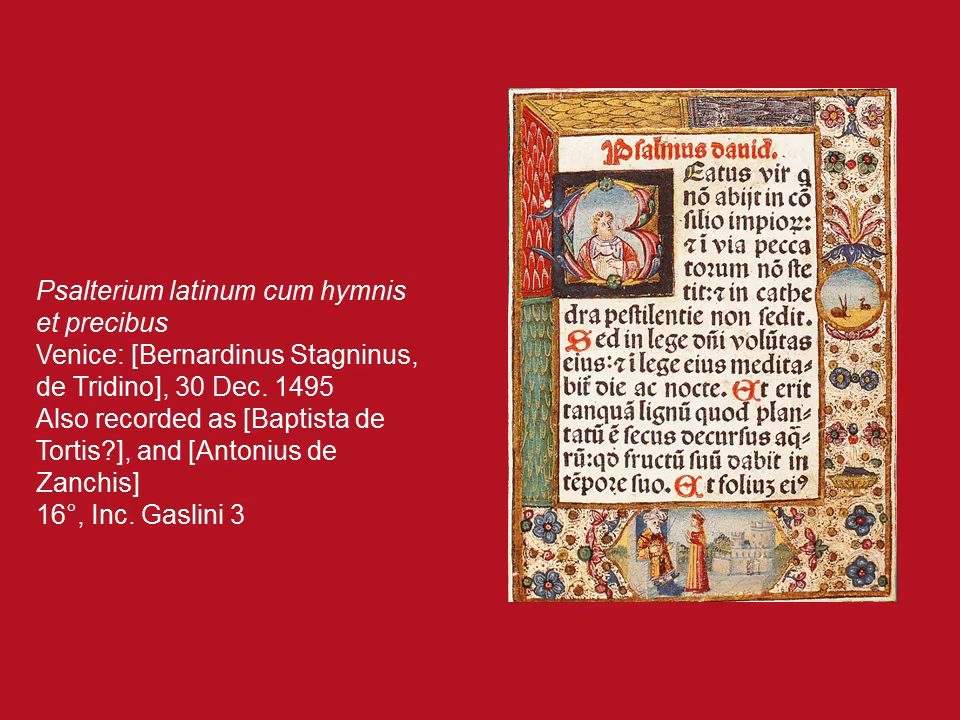 Psalterium latinum cum hymnis
et precibus
Venice: [Bernardinus Stagninus,
de Tridino], 30 Dec. 1495
Also recorded as [Baptista de
Tortis?], and [Antonius de
Zanchis]
16°, Inc. Gaslini 3
Psalmus dauid.
BEatus vir q
nō abijt in cō
silio impioꝝ:
⁊ ī via pecca
torum nō ſte
tit:⁊ in cathe
dra peſtilentie non ſedit.
Sed in lege dñi volūtas
eius:⁊ ī lege eius medita⸗
bit̄ die ac nocte. Et erit
tanquā lignū quod plan⸗
tatū ē ſecus decurſus aq̄⸗
rū:qd fructū ſuū dabit in
tēpore ſuo. Et foliuꝫ eiꝰ